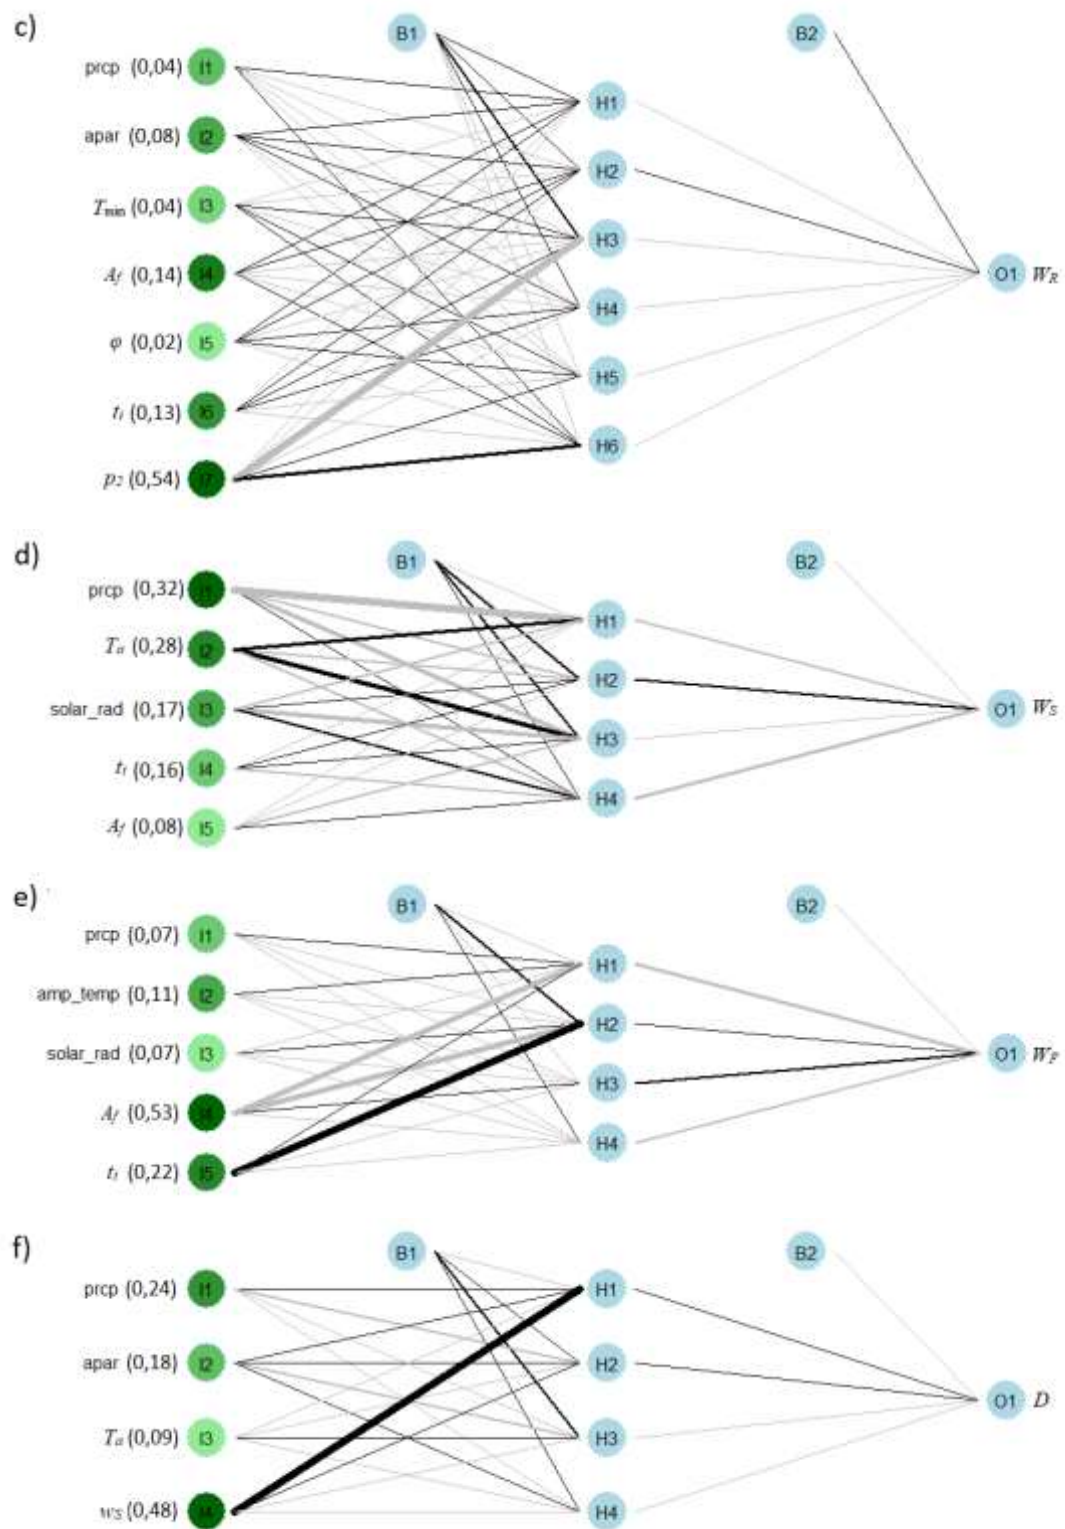 c)
B1
B2
prcp (0,04) I1
H1
apar (0,08) I2
H2
Tmin (0,04) I3
H3
Af (0,14) I4
O1 WR
H4
φ (0,02) I5
H5
t1 (0,13) I6
H6
p2 (0,54) I7
d)
B1
B2
prcp (0,32) I1
H1
Ta (0,28) I2
H2
solar_rad (0,17) I3
O1 WS
H3
t1 (0,16) I4
H4
Af (0,08) I5
e)
B1
B2
prcp (0,07) I1
H1
amp_temp (0,11) I2
H2
solar_rad (0,07) I3
O1 WF
H3
Af (0,53) I4
H4
t1 (0,22) I5
f)
B1
B2
prcp (0,24) I1
H1
apar (0,18) I2
H2
O1 D
Ta (0,09) I3
H3
wS (0,48) I4
H4